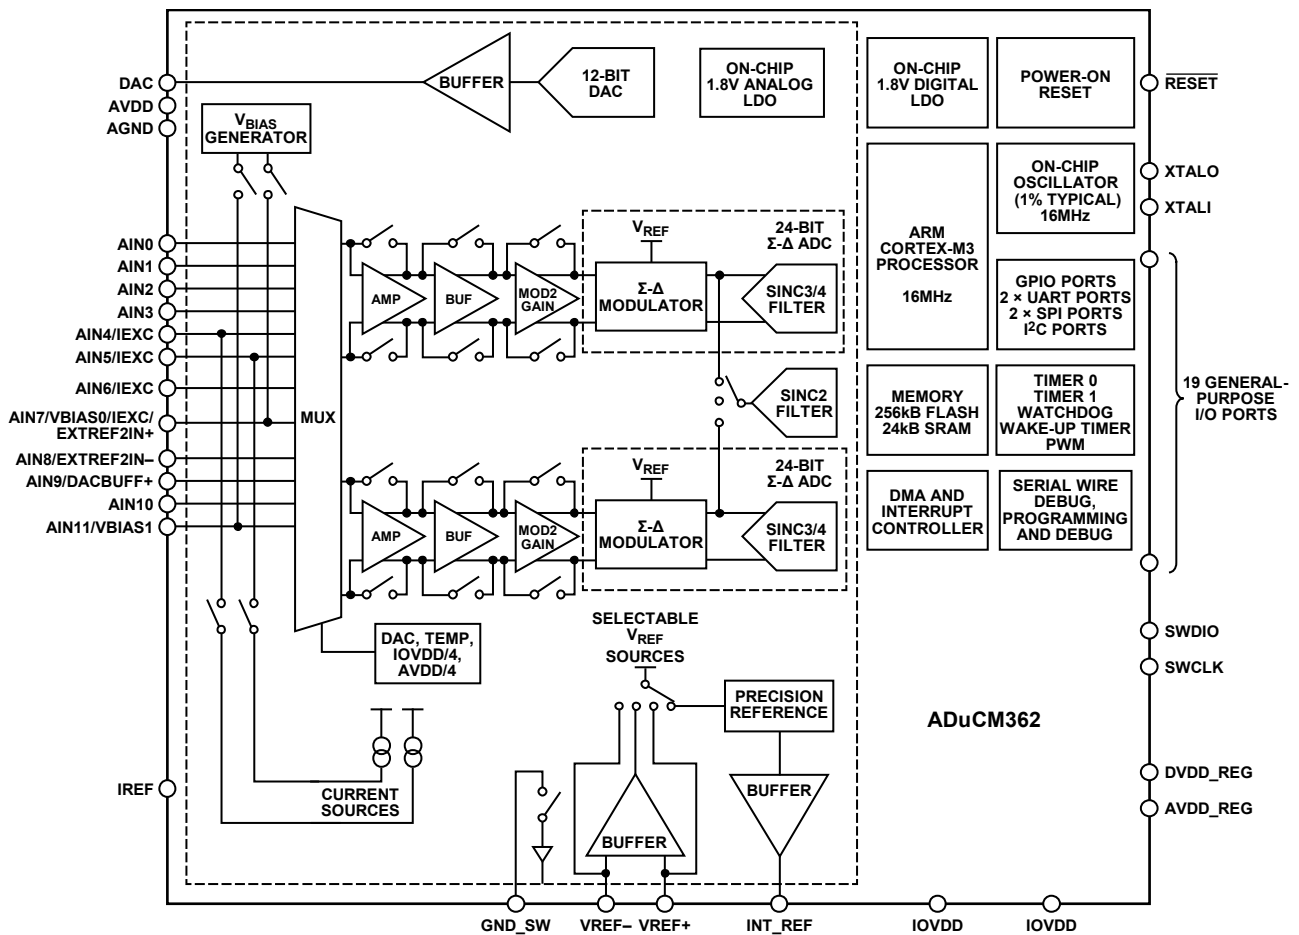 DAC
AVDD
AGND
VBIAS
GENERATOR
BUFFER
12-BIT
DAC
ON-CHIP
1.8V ANALOG
LDO
ON-CHIP
1.8V DIGITAL
LDO
POWER-ON
RESET
RESET
XTALO
XTALI
ON-CHIP
OSCILLATOR
(1% TYPICAL)
16MHz
ARM
CORTEX-M3
PROCESSOR
16MHz
GPIO PORTS
2 × UART PORTS
2 × SPI PORTS
I2C PORTS
19 GENERAL-
PURPOSE
I/O PORTS
AIN0
AIN1
AIN2
AIN3
AIN4/IEXC
AIN5/IEXC
AIN6/IEXC
AIN7/VBIAS0/IEXC/
EXTREF2IN+
AIN8/EXTREF2IN–
AIN9/DACBUFF+
AIN10
AIN11/VBIAS1
MUX
AMP
BUF
MOD2
GAIN
VREF
Σ-Δ
MODULATOR
24-BIT
Σ-Δ ADC
SINC3/4
FILTER
SINC2
FILTER
AMP
BUF
MOD2
GAIN
VREF
Σ-Δ
MODULATOR
24-BIT
Σ-Δ ADC
SINC3/4
FILTER
MEMORY
256kB FLASH
24kB SRAM
TIMER 0
TIMER 1
WATCHDOG
WAKE-UP TIMER
PWM
DMA AND
INTERRUPT
CONTROLLER
SERIAL WIRE
DEBUG,
PROGRAMMING
AND DEBUG
SWDIO
SWCLK
DAC, TEMP,
IOVDD/4,
AVDD/4
SELECTABLE
VREF
SOURCES
PRECISION
REFERENCE
ADuCM362
BUFFER
BUFFER
CURRENT
SOURCES
IREF
DVDD_REG
AVDD_REG
GND_SW
VREF–
VREF+
INT_REF
IOVDD
IOVDD